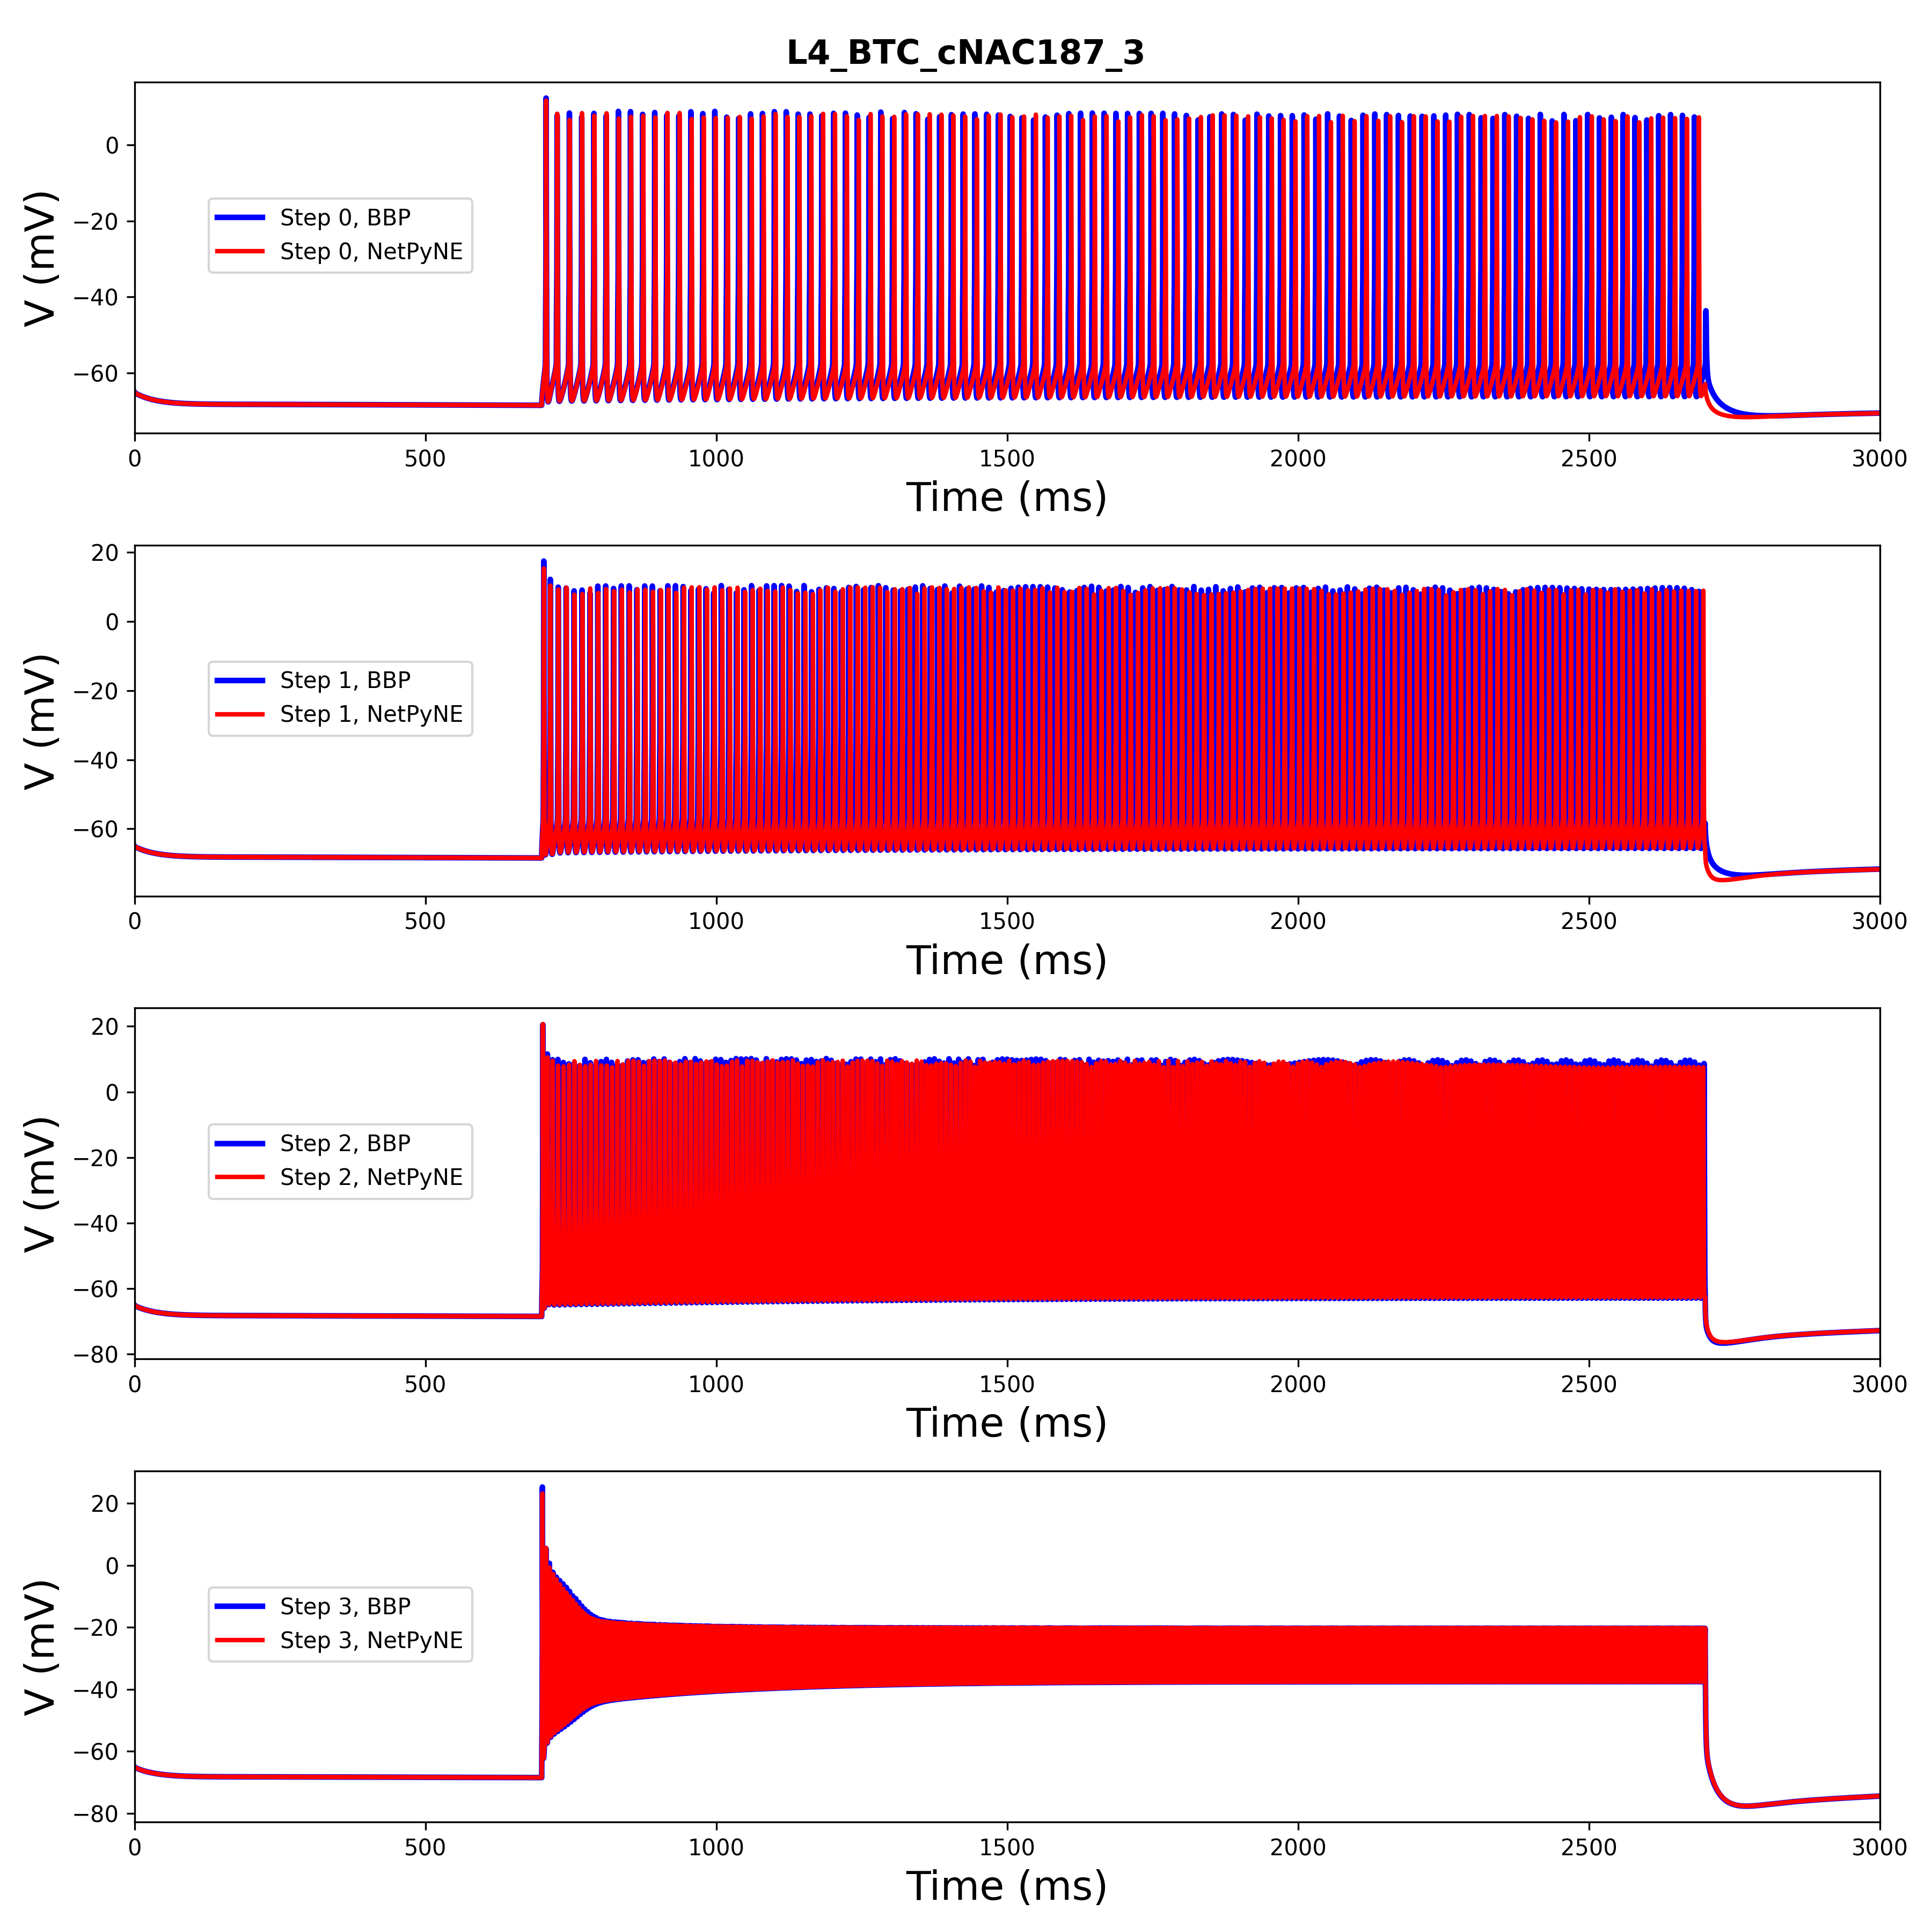 L4_BTC_cNAC187_3
V (mV)
0
−20
−40
−60
Step 0, BBP
Step 0, NetPyNE
0 500 1000 1500 2000 2500 3000
Time (ms)
V (mV)
20
0
−20
−40
−60
Step 1, BBP
Step 1, NetPyNE
0 500 1000 1500 2000 2500 3000
Time (ms)
V (mV)
20
0
−20
−40
−60
−80
Step 2, BBP
Step 2, NetPyNE
0 500 1000 1500 2000 2500 3000
Time (ms)
V (mV)
20
0
−20
−40
−60
−80
Step 3, BBP
Step 3, NetPyNE
0 500 1000 1500 2000 2500 3000
Time (ms)